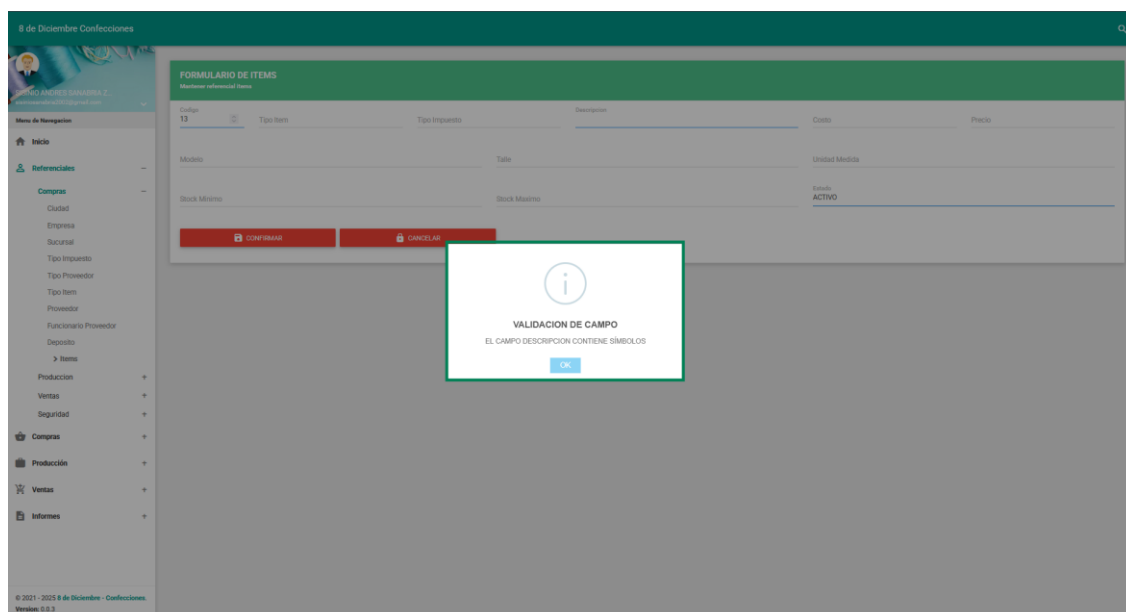 8 de Diciembre Confecciones
Menu de Navegacion
Inicio
Referenciales
Compras
Ciudad
Empresa
Sucursal
Tipo Impuesto
Tipo Proveedor
Tipo Item
Proveedor
Funcionario Proveedor
Deposito
> Items
Produccion
Ventas
Seguridad
Compras
Producción
Ventas
Informes
© 2021 - 2025 8 de Diciembre - Confecciones.
Version: 0.0.3
FORMULARIO DE ITEMS
Mantener referencial Items
Codigo
13
Tipo Item
Tipo Impuesto
Descripcion
Costo
Precio
Modelo
Talle
Unidad Medida
Stock Minimo
Stock Maximo
Estado
ACTIVO
CONFIRMAR
CANCELAR
VALIDACION DE CAMPO
EL CAMPO DESCRIPCION CONTIENE SÍMBOLOS
OK